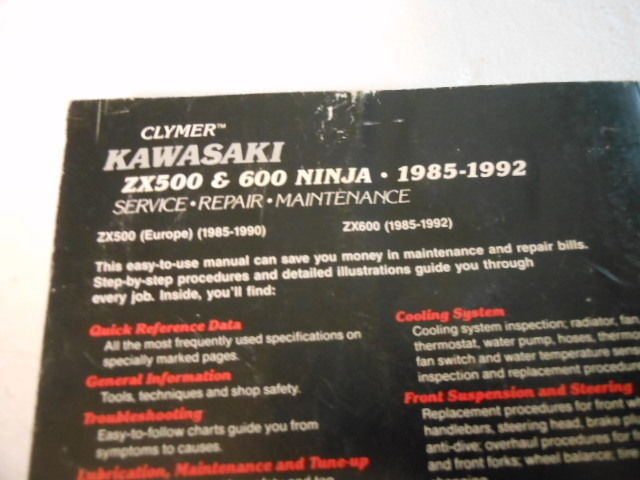 CLYMER™
KAWASAKI
ZX500 & 600 NINJA • 1985-1992
SERVICE • REPAIR • MAINTENANCE
ZX500 (Europe) (1985-1990) ZX600 (1985-1992)
This easy-to-use manual can save you money in maintenance and repair bills.
Step-by-step procedures and detailed illustrations guide you through
every job. Inside, you'll find:
Quick Reference Data
All the most frequently used specifications on
specially marked pages.
General Information
Tools, techniques and shop safety.
Troubleshooting
Easy-to-follow charts guide you from
symptoms to causes.
Lubrication, Maintenance and Tune-up
Cooling System
Cooling system inspection; radiator, fan
thermostat, water pump, hoses,
fan switch and water temperature
inspection and replacement
Front Suspension and Steering
Replacement procedures for front
handlebars, steering head, brake
anti-dive; overhaul procedures for
and front forks; wheel balance;